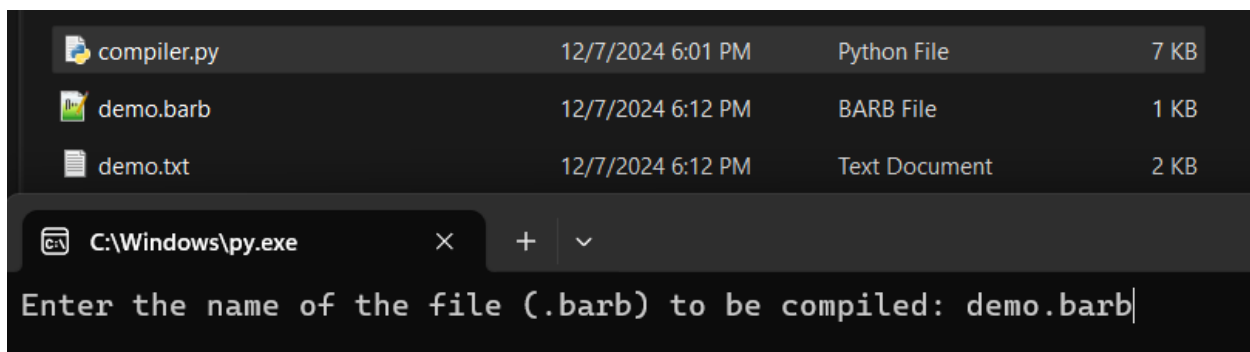 compiler.py 12/7/2024 6:01 PM Python File 7 KB
demo.barb 12/7/2024 6:12 PM BARB File 1 KB
demo.txt 12/7/2024 6:12 PM Text Document 2 KB
C:\Windows\py.exe
Enter the name of the file (.barb) to be compiled: demo.barb